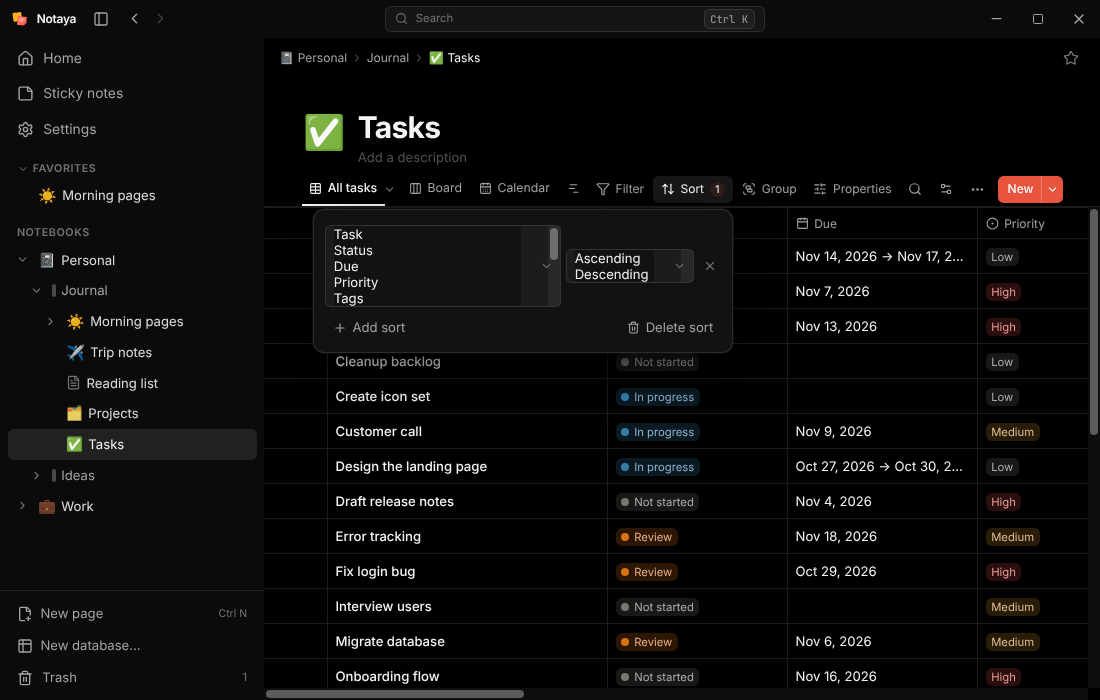 Notaya
Search
Ctrl K
Home
Sticky notes
Settings
FAVORITES
Morning pages
NOTEBOOKS
Personal
Journal
Morning pages
Trip notes
Reading list
Projects
Tasks
Ideas
Work
New page Ctrl N
New database...
Trash 1
Personal Journal Tasks
Tasks
Add a description
All tasks Board Calendar Filter Sort 1 Group Properties New
Due Priority
Task
Status
Due
Priority
Tags
Ascending
Descending
Add sort Delete sort
Nov 14, 2026 → Nov 17, 2... Low
Nov 7, 2026 High
Nov 13, 2026 High
Cleanup backlog Not started Low
Create icon set In progress Low
Customer call In progress Nov 9, 2026 Medium
Design the landing page In progress Oct 27, 2026 → Oct 30, 2... Low
Draft release notes Not started Nov 4, 2026 High
Error tracking Review Nov 18, 2026 Medium
Fix login bug Review Oct 29, 2026 High
Interview users Not started Medium
Migrate database Review Nov 6, 2026 Medium
Onboarding flow Not started Nov 16, 2026 High